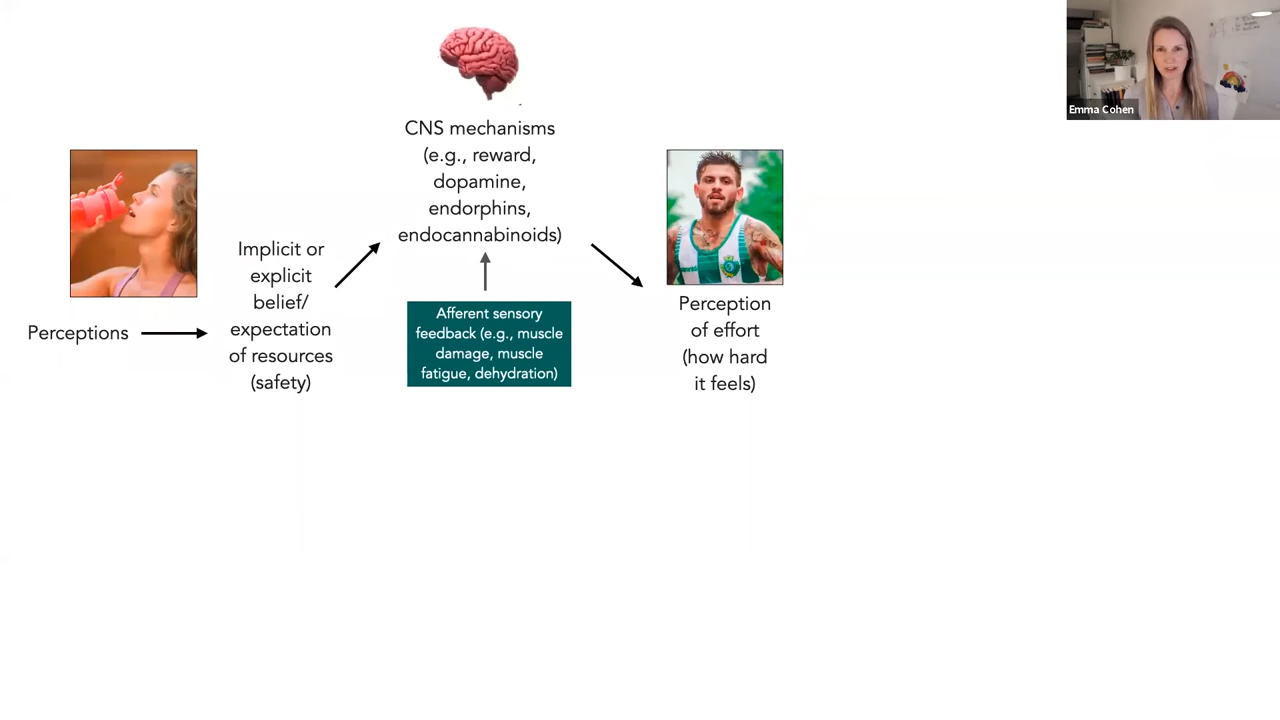 Emma Cohen
CNS mechanisms
(e.g., reward,
dopamine,
endorphins,
endocannabinoids)
Perceptions
Implicit or
explicit
belief/
expectation
of resources
(safety)
Afferent sensory
feedback (e.g., muscle
damage, muscle
fatigue, dehydration)
Perception
of effort
(how hard
it feels)